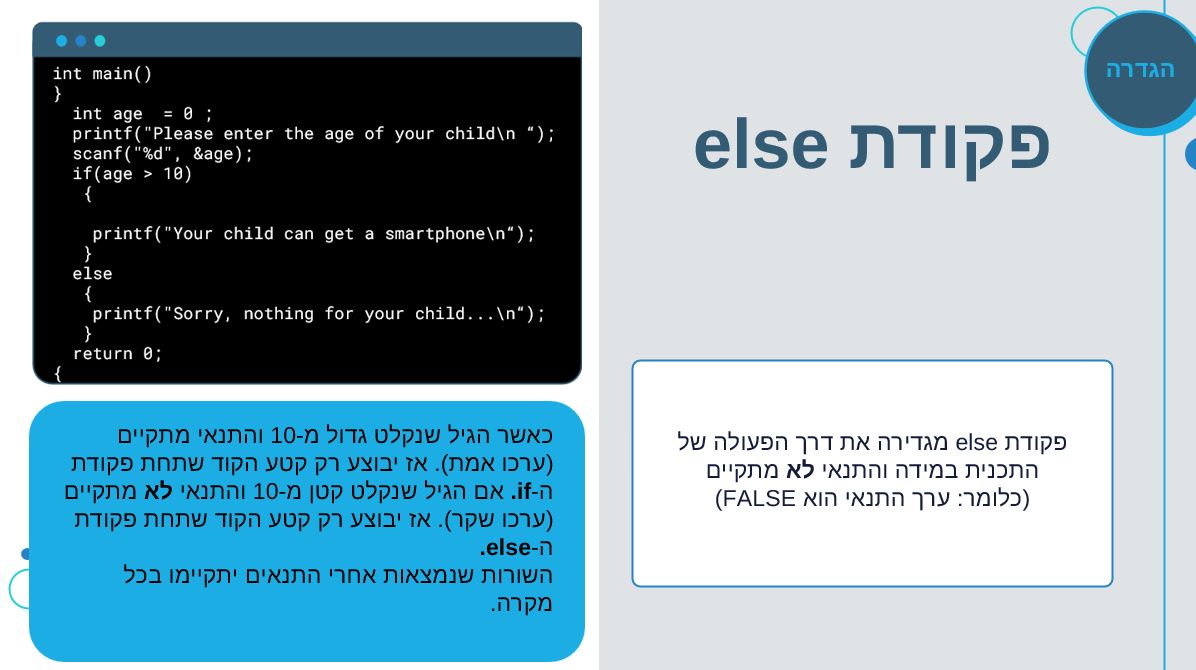 הגדרה
פקודת else
פקודת else מגדירה את דרך הפעולה של
התכנית במידה והתנאי לא מתקיים
(כלומר: ערך התנאי הוא FALSE)
int main()
}
int age  = 0 ;
printf("Please enter the age of your child\n “);
scanf("%d", &age);
if(age > 10)
{
printf("Your child can get a smartphone\n“);
}
else
{
printf("Sorry, nothing for your child...\n“);
}
return 0;
{
כאשר הגיל שנקלט גדול מ-10 והתנאי מתקיים
(ערכו אמת). אז יבוצע רק קטע הקוד שתחת פקודת
ה-if. אם הגיל שנקלט קטן מ-10 והתנאי לא מתקיים
(ערכו שקר). אז יבוצע רק קטע הקוד שתחת פקודת
ה-else.
השורות שנמצאות אחרי התנאים יתקיימו בכל
מקרה.